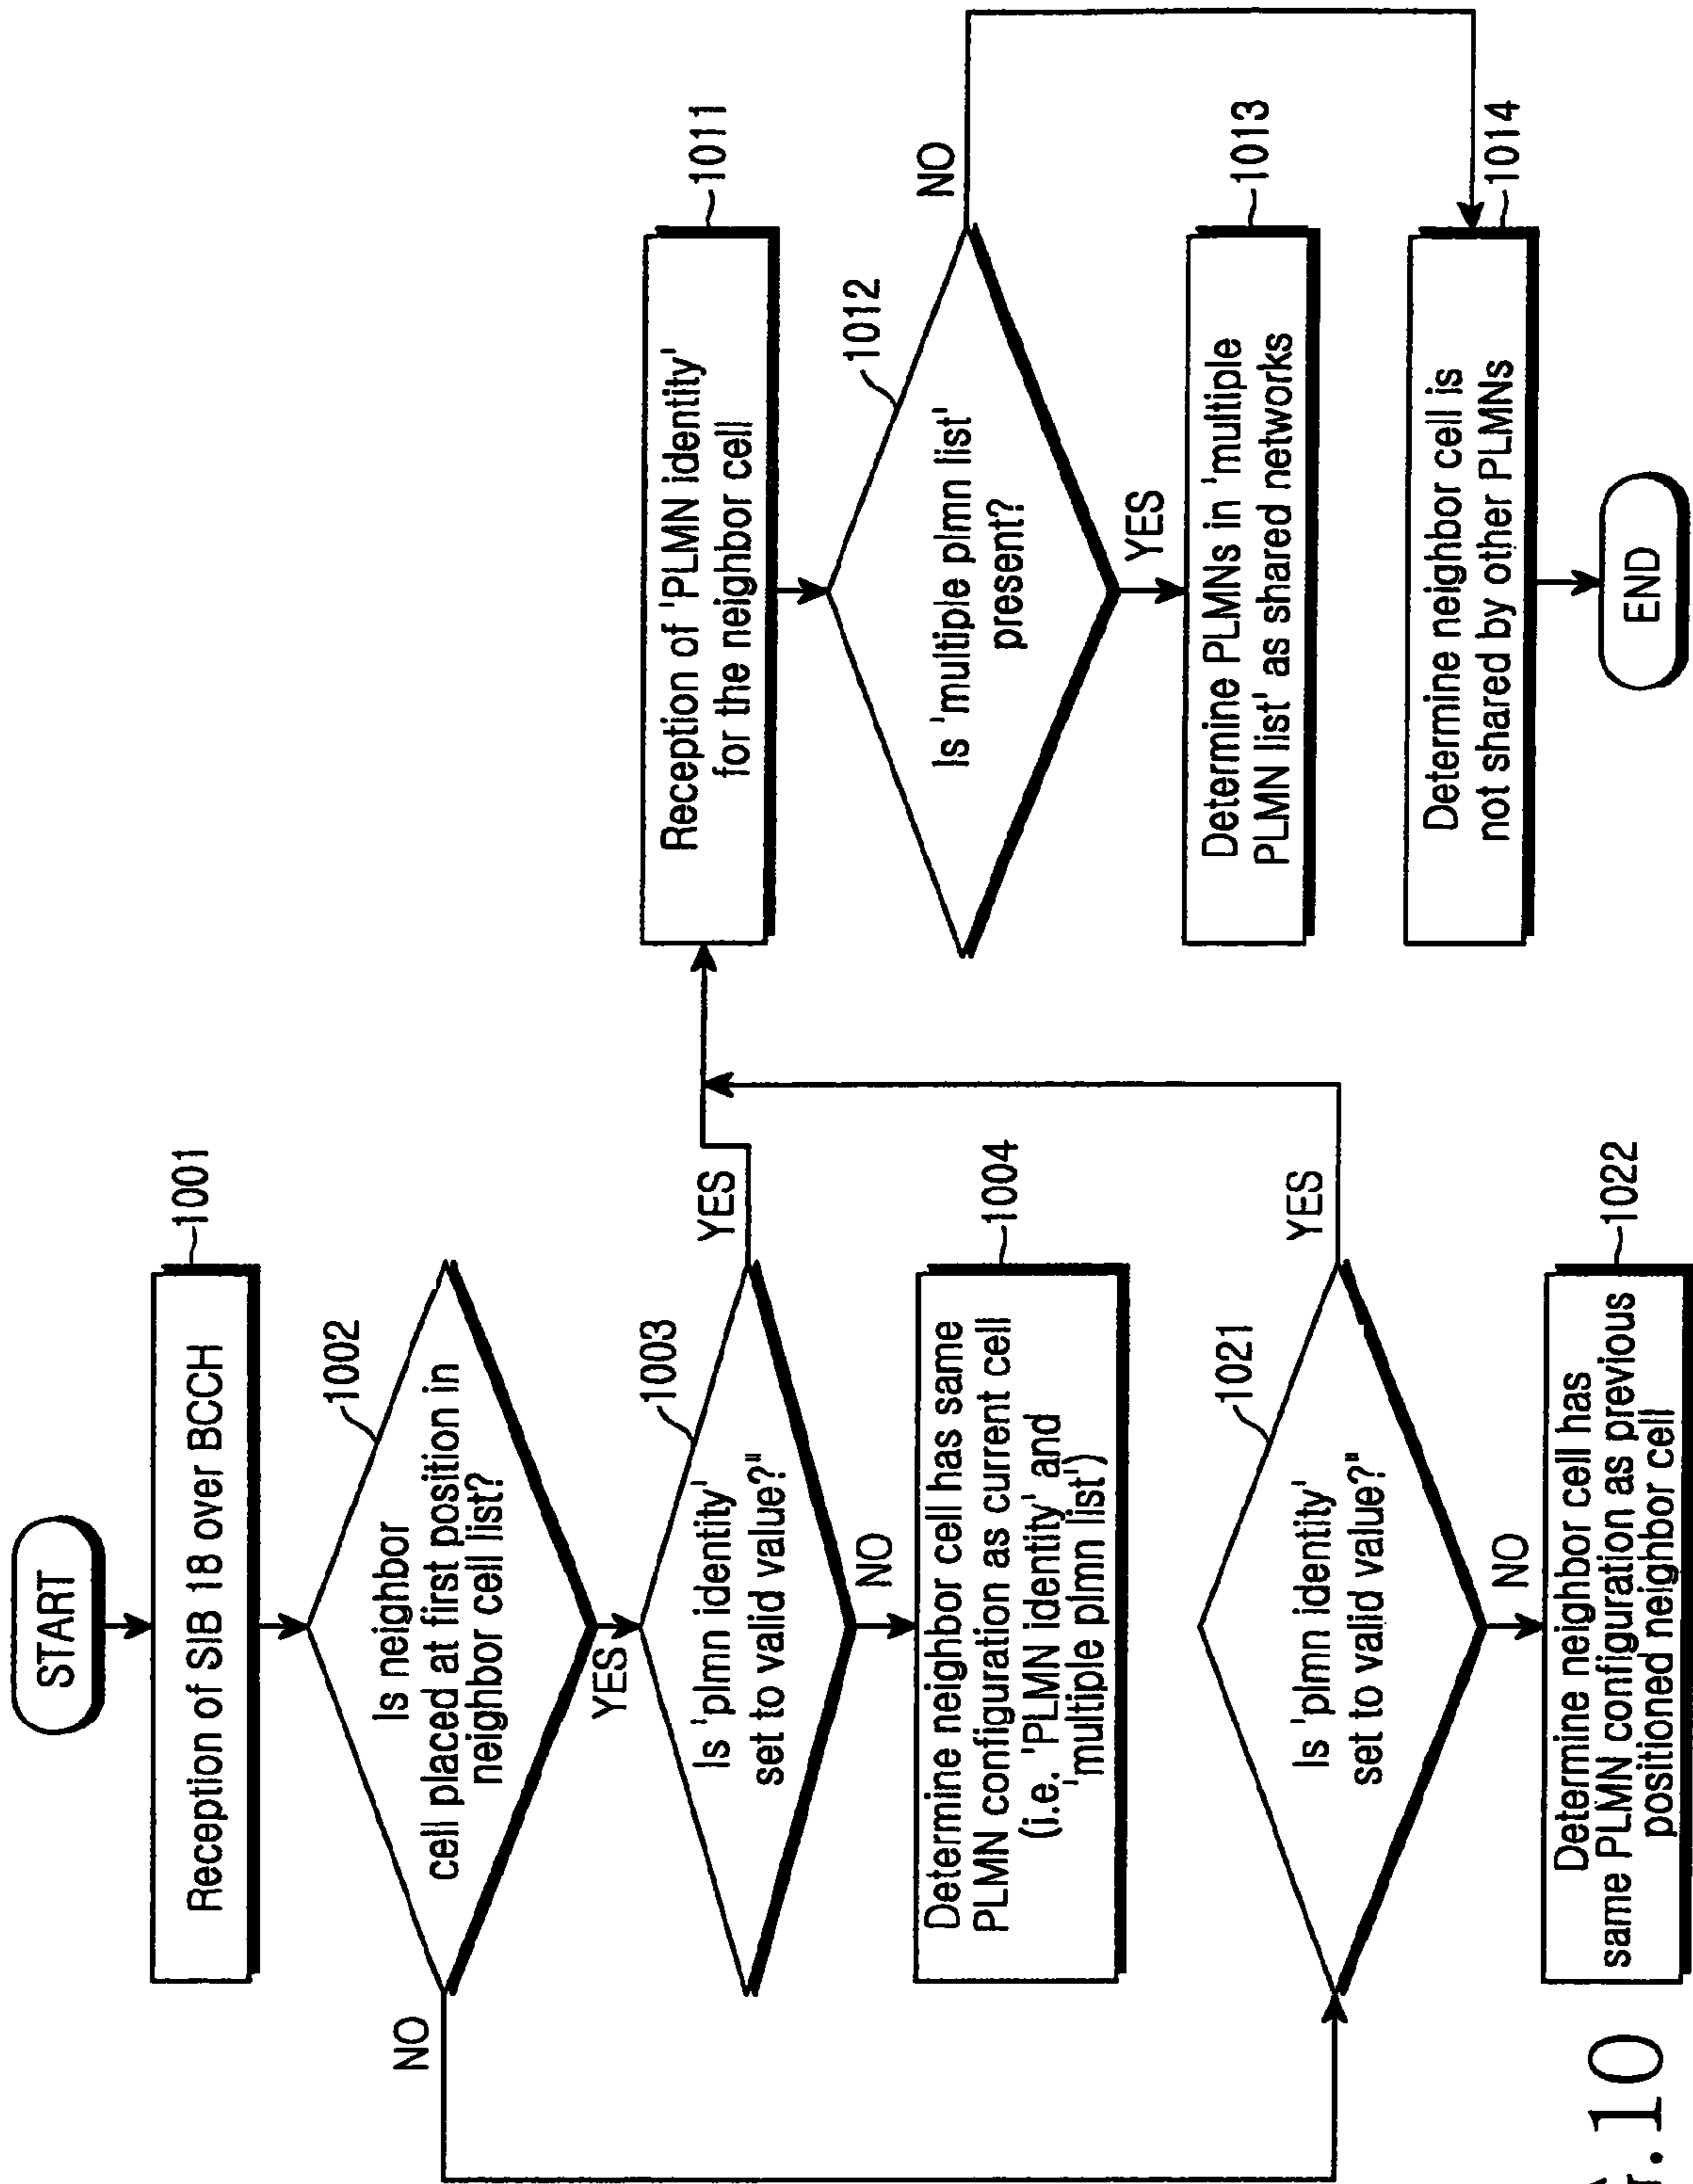 START
Reception of SIB 18 over BCCH
1001
Is neighbor
cell placed at first position in
neighbor cell list?
1002
NO
YES
Is 'plmn identity'
set to valid value?"
1003
YES
NO
Determine neighbor cell has same
PLMN configuration as current cell
(i.e. 'PLMN identity' and
'multiple plmn list')
1004
Is 'plmn identity'
set to valid value?"
1021
YES
NO
Determine neighbor cell has
same PLMN configuration as previous
positioned neighbor cell
1022
Reception of 'PLMN identity'
for the neighbor cell
1011
Is 'multiple plmn list'
present?
1012
NO
YES
Determine PLMNs in 'multiple
PLMN list' as shared networks
1013
Determine neighbor cell is
not shared by other PLMNs
1014
END
.10